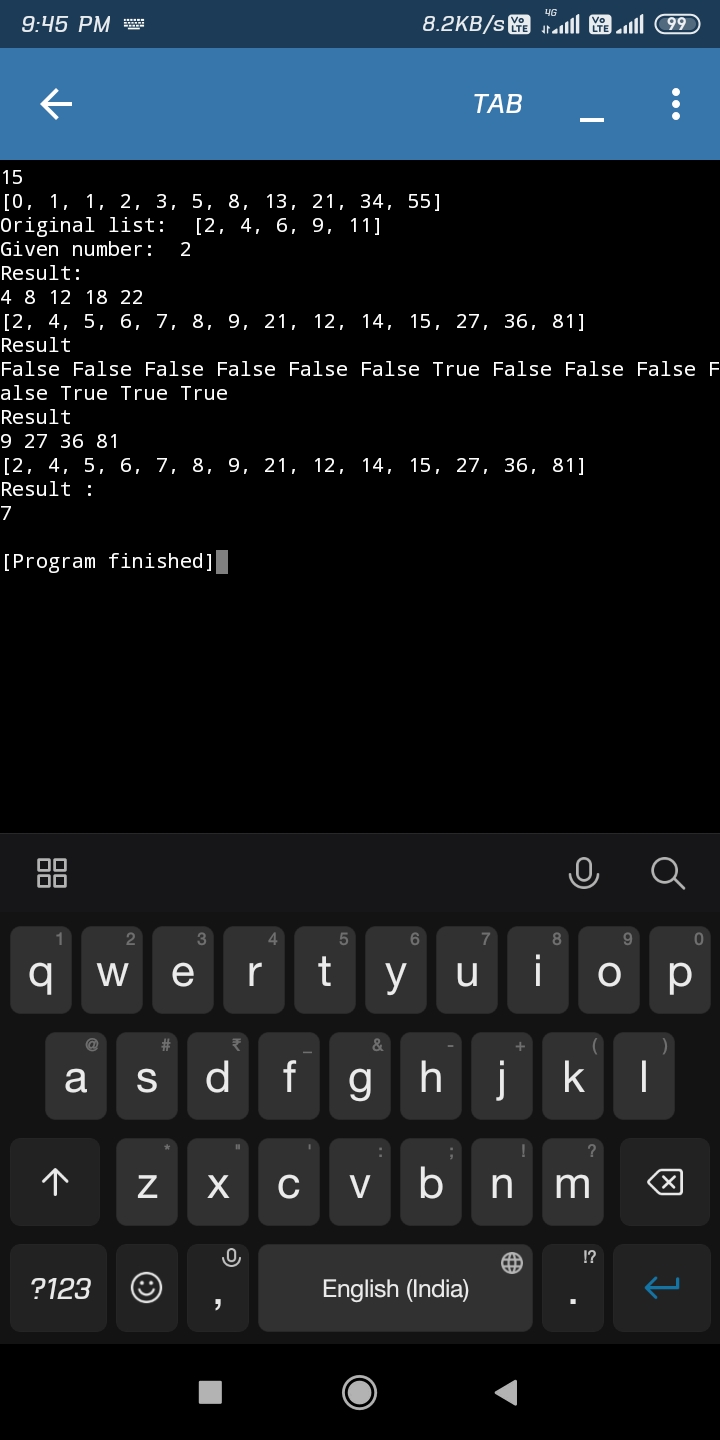 9:45 PM 8.2KB/s Vo LTE 4G Vo LTE 99
TAB _
15
[0, 1, 1, 2, 3, 5, 8, 13, 21, 34, 55]
Original list:  [2, 4, 6, 9, 11]
Given number:  2
Result:
4 8 12 18 22
[2, 4, 5, 6, 7, 8, 9, 21, 12, 14, 15, 27, 36, 81]
Result
False False False False False False True False False False F
alse True True True
Result
9 27 36 81
[2, 4, 5, 6, 7, 8, 9, 21, 12, 14, 15, 27, 36, 81]
Result :
7
[Program finished]
1 2 3 4 5 6 7 8 9 0
q w e r t y u i o p
@ # ₹ _ & - + ( )
a s d f g h j k l
* " ' : ; ! ?
z x c v b n m
!?
?123 , English (India) .